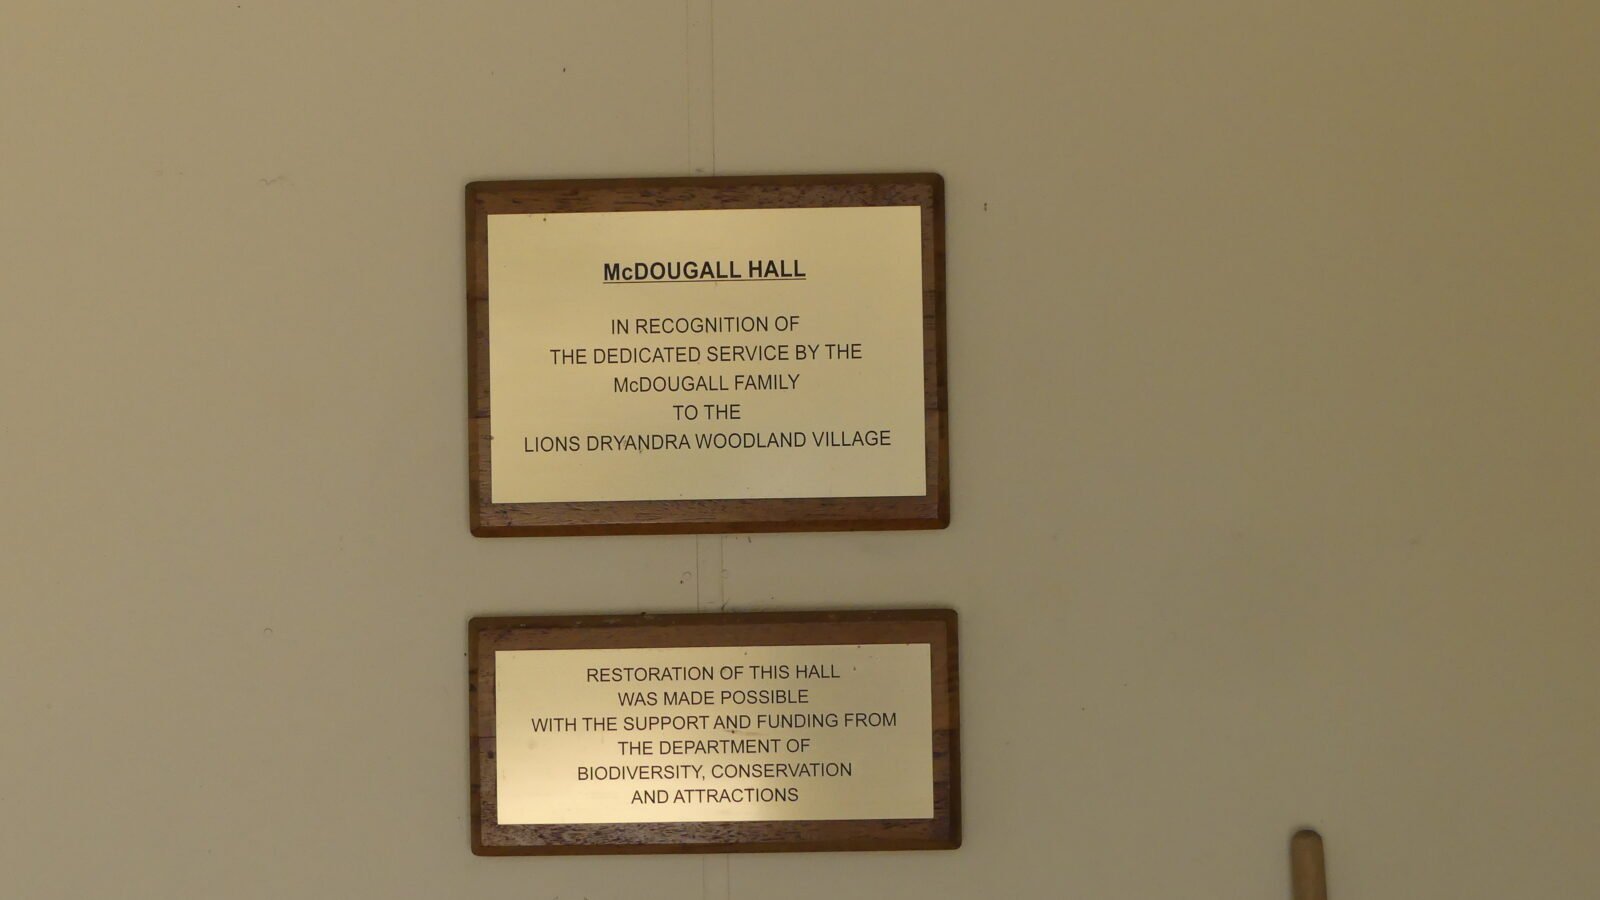 McDOUGALL HALL
IN RECOGNITION OF
THE DEDICATED SERVICE BY THE
McDOUGALL FAMILY
TO THE
LIONS DRYANDRA WOODLAND VILLAGE
RESTORATION OF THIS HALL
WAS MADE POSSIBLE
WITH THE SUPPORT AND FUNDING FROM
THE DEPARTMENT OF
BIODIVERSITY, CONSERVATION
AND ATTRACTIONS